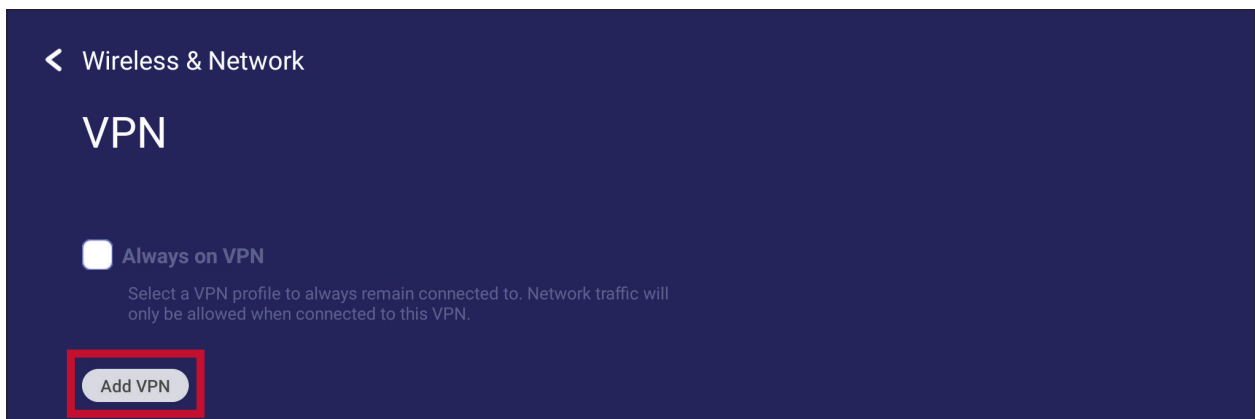 Wireless & Network
VPN
Always on VPN
Select a VPN profile to always remain connected to. Network traffic will
only be allowed when connected to this VPN.
Add VPN